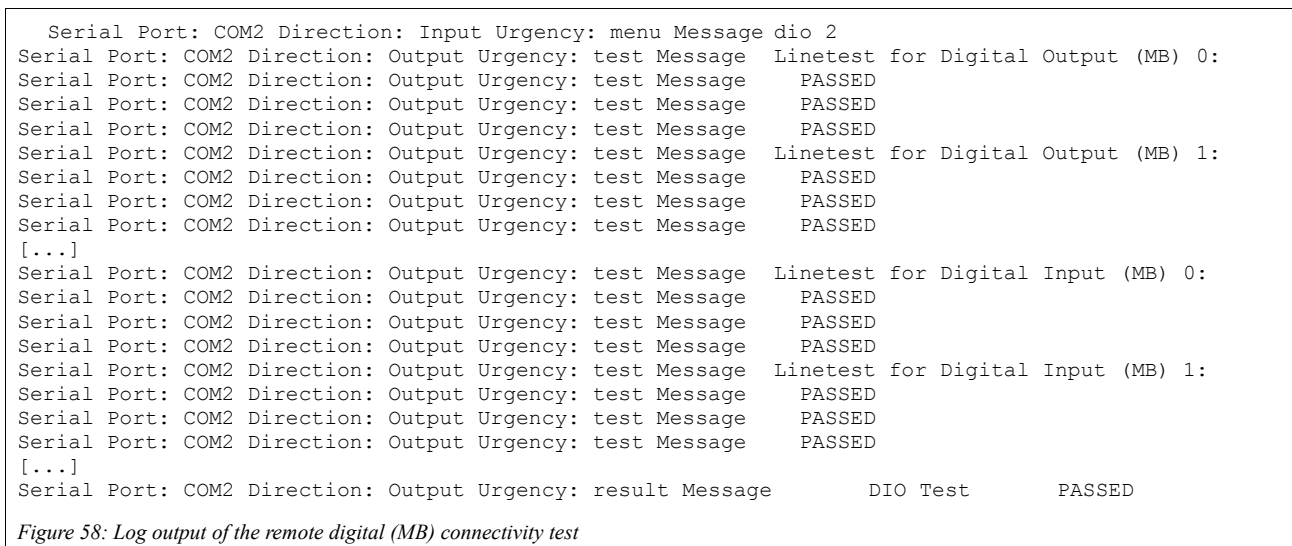 Serial Port: COM2 Direction: Input Urgency: menu Message dio 2
Serial Port: COM2 Direction: Output Urgency: test Message  Linetest for Digital Output (MB) 0:
Serial Port: COM2 Direction: Output Urgency: test Message    PASSED
Serial Port: COM2 Direction: Output Urgency: test Message    PASSED
Serial Port: COM2 Direction: Output Urgency: test Message    PASSED
Serial Port: COM2 Direction: Output Urgency: test Message  Linetest for Digital Output (MB) 1:
Serial Port: COM2 Direction: Output Urgency: test Message    PASSED
Serial Port: COM2 Direction: Output Urgency: test Message    PASSED
Serial Port: COM2 Direction: Output Urgency: test Message    PASSED
[...]
Serial Port: COM2 Direction: Output Urgency: test Message  Linetest for Digital Input (MB) 0:
Serial Port: COM2 Direction: Output Urgency: test Message    PASSED
Serial Port: COM2 Direction: Output Urgency: test Message    PASSED
Serial Port: COM2 Direction: Output Urgency: test Message    PASSED
Serial Port: COM2 Direction: Output Urgency: test Message  Linetest for Digital Input (MB) 1:
Serial Port: COM2 Direction: Output Urgency: test Message    PASSED
Serial Port: COM2 Direction: Output Urgency: test Message    PASSED
Serial Port: COM2 Direction: Output Urgency: test Message    PASSED
[...]
Serial Port: COM2 Direction: Output Urgency: result Message      DIO Test     PASSED
Figure 58: Log output of the remote digital (MB) connectivity test